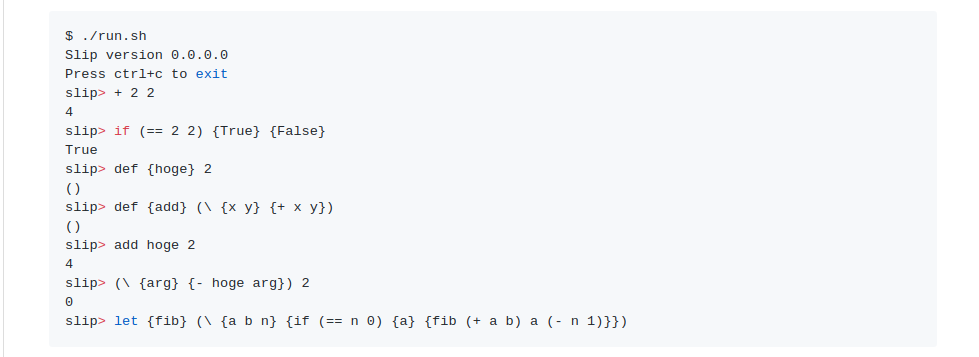 $ ./run.sh
Slip version 0.0.0.0
Press ctrl+c to exit
slip> + 2 2
4
slip> if (== 2 2) {True} {False}
True
slip> def {hoge} 2
()
slip> def {add} (\ {x y} {+ x y})
()
slip> add hoge 2
4
slip> (\ {arg} {- hoge arg}) 2
0
slip> let {fib} (\ {a b n} {if (== n 0) {a} {fib (+ a b) a (- n 1)}})